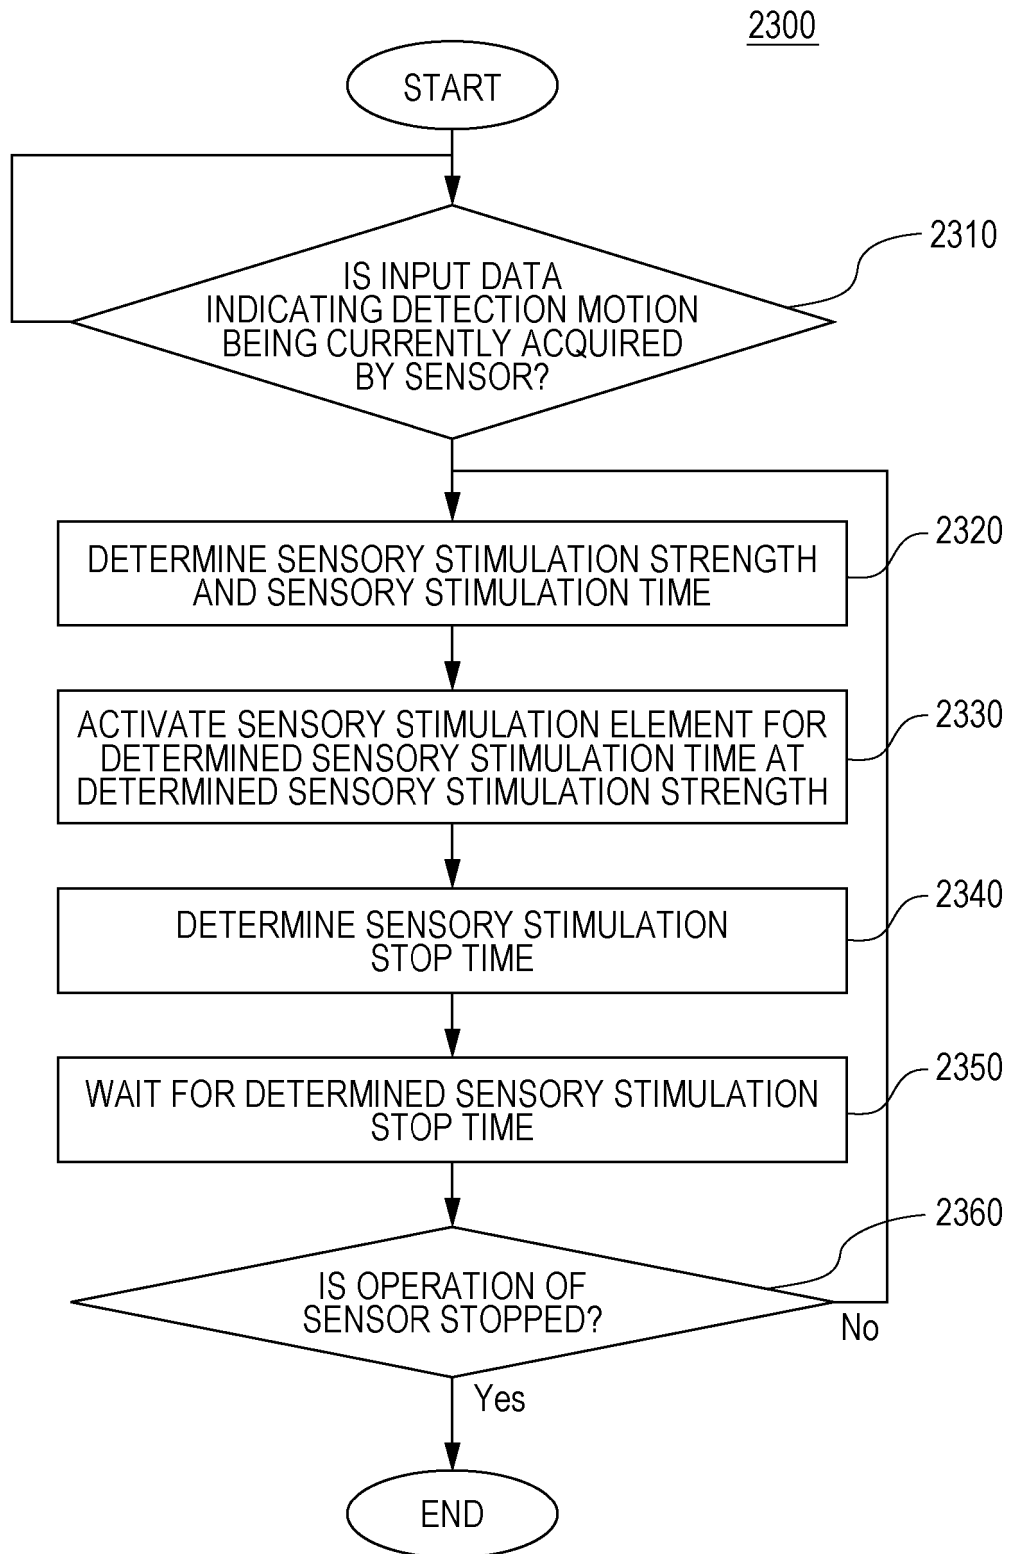 2300
START
IS INPUT DATA
INDICATING DETECTION MOTION
BEING CURRENTLY ACQUIRED
BY SENSOR?
2310
DETERMINE SENSORY STIMULATION STRENGTH
AND SENSORY STIMULATION TIME
2320
ACTIVATE SENSORY STIMULATION ELEMENT FOR
DETERMINED SENSORY STIMULATION TIME AT
DETERMINED SENSORY STIMULATION STRENGTH
2330
DETERMINE SENSORY STIMULATION
STOP TIME
2340
WAIT FOR DETERMINED SENSORY STIMULATION
STOP TIME
2350
IS OPERATION OF
SENSOR STOPPED?
2360
No
Yes
END